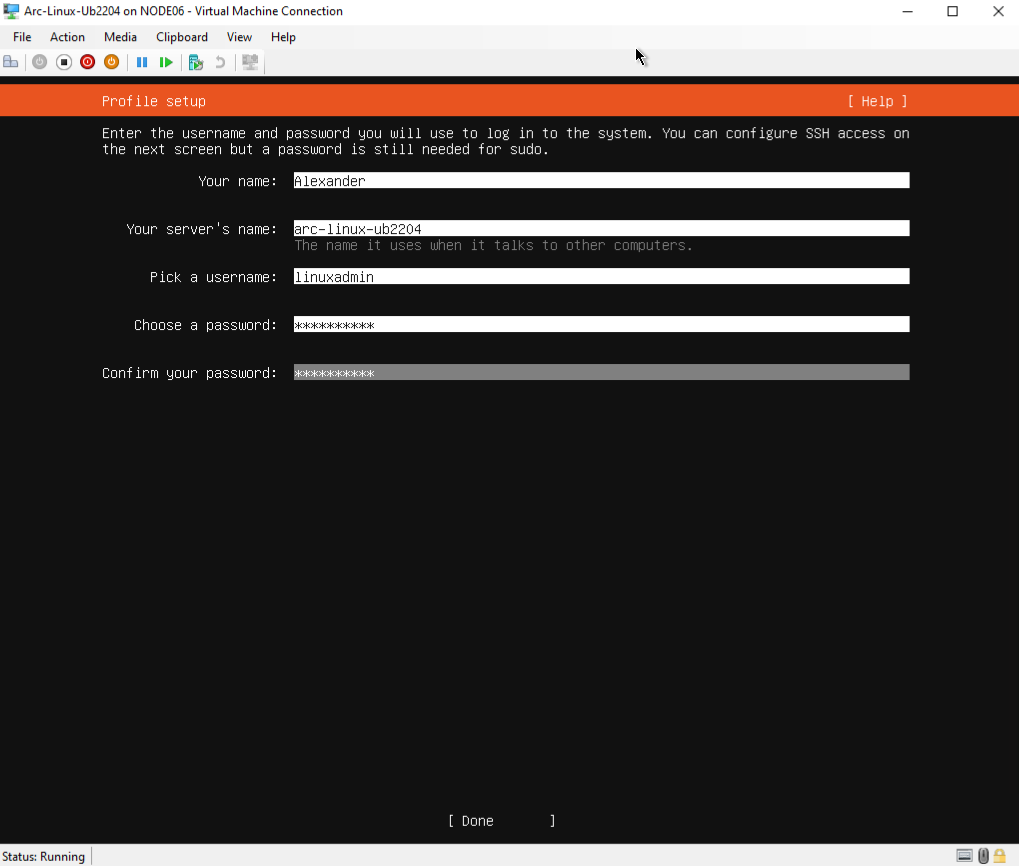 Arc-Linux-Ub2204 on NODE06 - Virtual Machine Connection
File Action Media Clipboard View Help
Profile setup [ Help ]
Enter the username and password you will use to log in to the system. You can configure SSH access on
the next screen but a password is still needed for sudo.
Your name: Alexander
Your server's name: arc-linux-ub2204
The name it uses when it talks to other computers.
Pick a username: linuxadmin
Choose a password: **********
Confirm your password: **********
[ Done ]
Status: Running